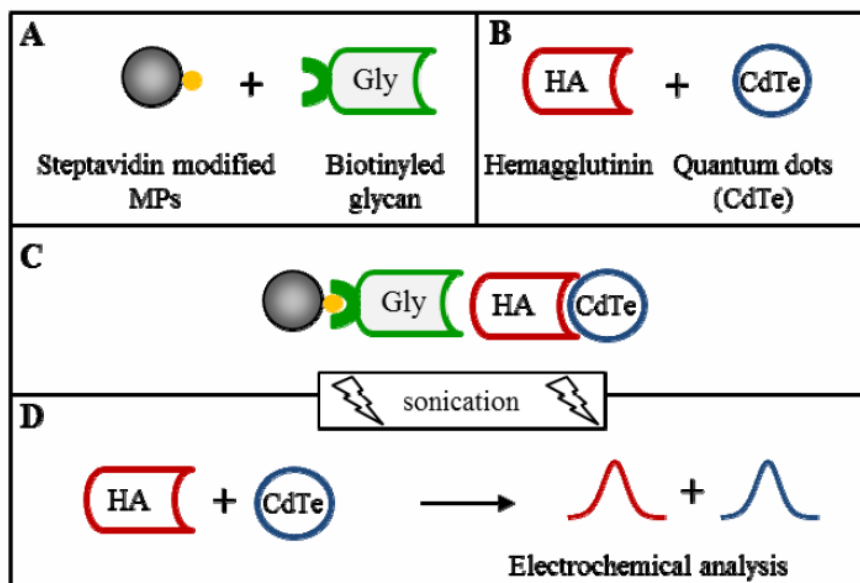 A
+
Gly
Steptavidin modified
MPs
Biotinyled
glycan
B
HA
+
CdTe
Hemagglutinin
Quantum dots
(CdTe)
C
Gly
HA
CdTe
sonication
D
HA
+
CdTe
+
Electrochemical analysis